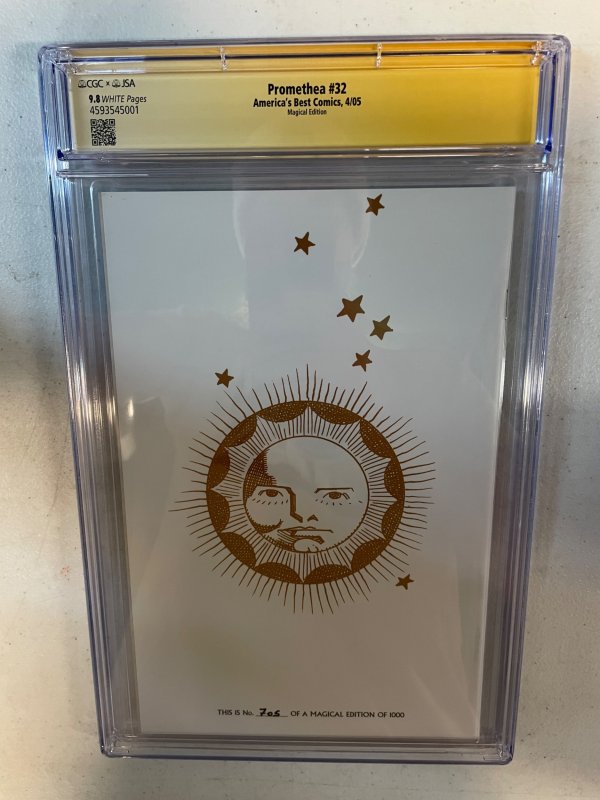 CGC × JSA
9.8 WHITE Pages
4593545001
Promethea #32
America's Best Comics, 4/05
Magical Edition
THIS IS No. 705 OF A MAGICAL EDITION OF 1000